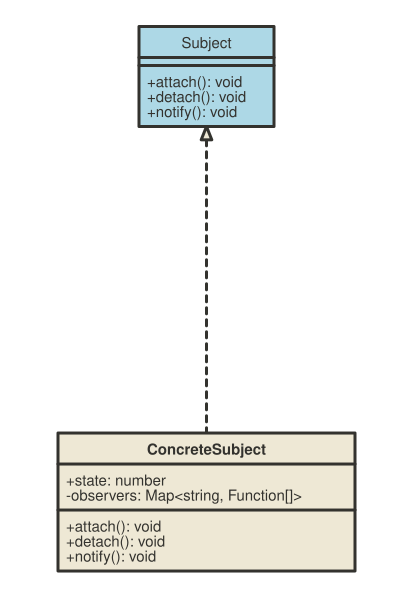 Subject
+attach(): void
+detach(): void
+notify(): void
ConcreteSubject
+state: number
-observers: Map<string, Function[]>
+attach(): void
+detach(): void
+notify(): void